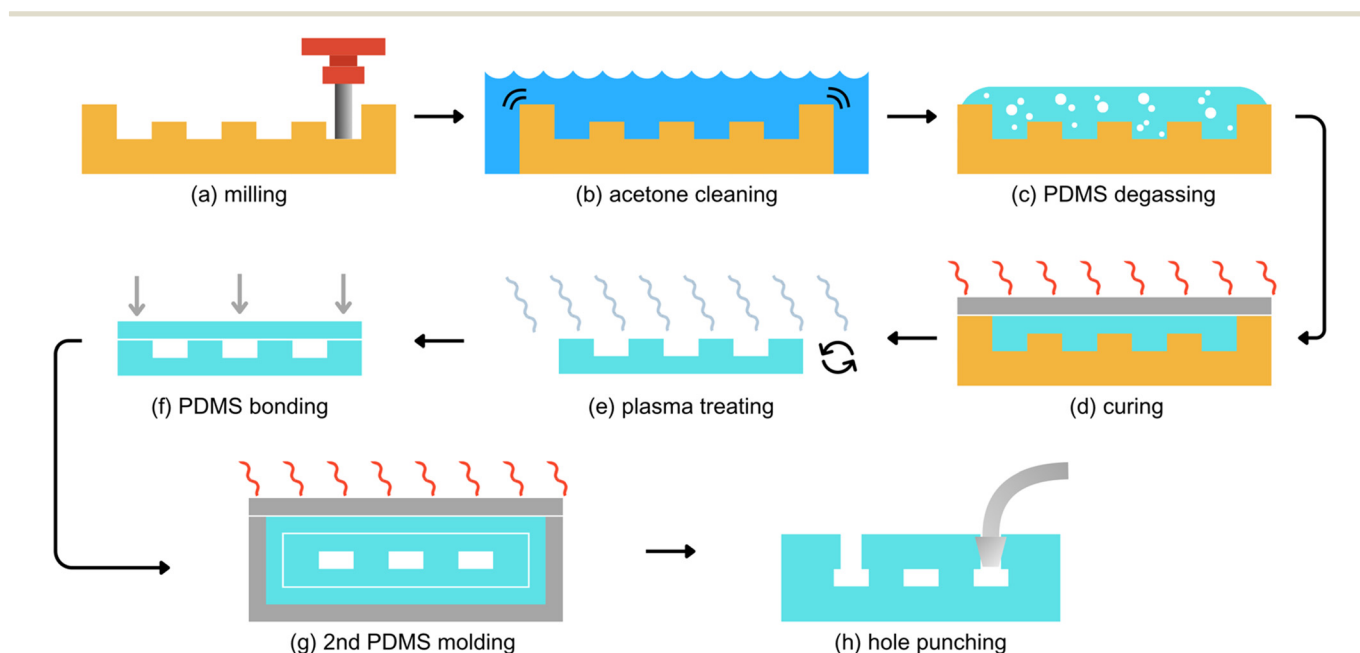 (a) milling
(b) acetone cleaning
(c) PDMS degassing
(f) PDMS bonding
(e) plasma treating
(d) curing
(g) 2nd PDMS molding
(h) hole punching